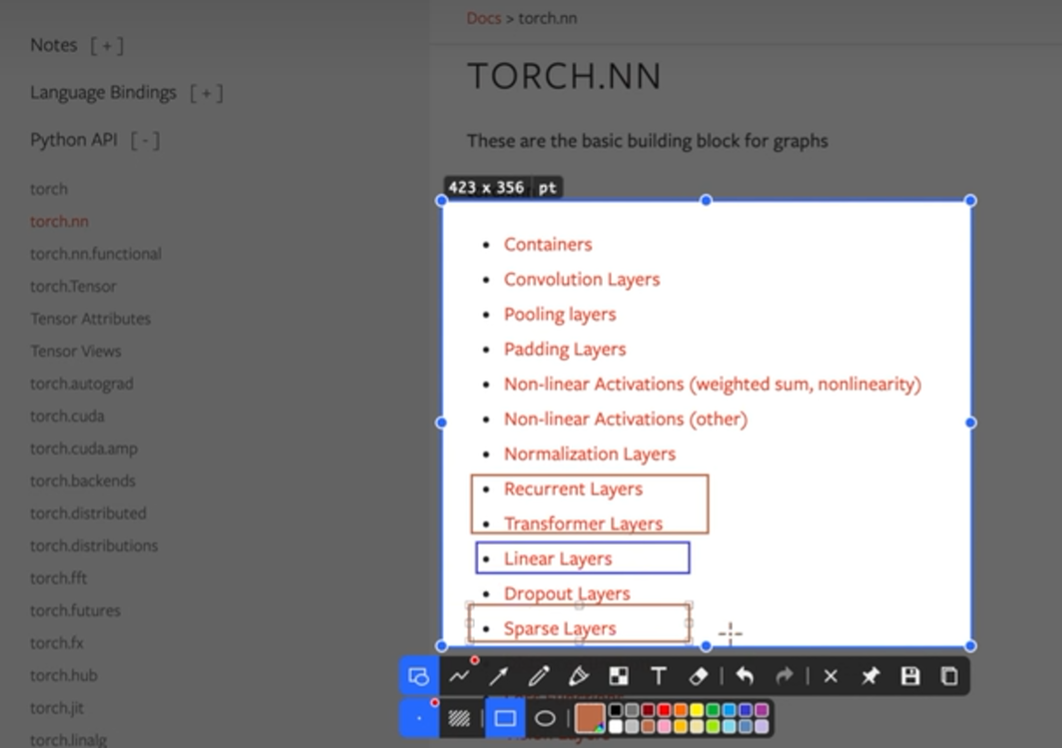 Docs > torch.nn
Notes [ + ]
Language Bindings [ + ]
Python API [ - ]
torch
torch.nn
torch.nn.functional
torch.Tensor
Tensor Attributes
Tensor Views
torch.autograd
torch.cuda
torch.cuda.amp
torch.backends
torch.distributed
torch.distributions
torch.fft
torch.futures
torch.fx
torch.hub
torch.jit
torch.linalg
TORCH.NN
These are the basic building block for graphs
423 x 356 pt
• Containers
• Convolution Layers
• Pooling layers
• Padding Layers
• Non-linear Activations (weighted sum, nonlinearity)
• Non-linear Activations (other)
• Normalization Layers
• Recurrent Layers
• Transformer Layers
• Linear Layers
• Dropout Layers
• Sparse Layers
T